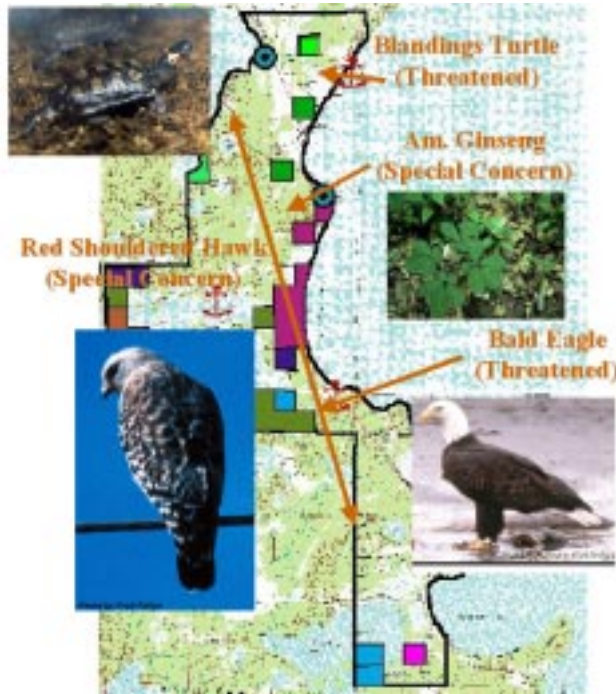 Blandings Turtle
(Threatened)
Am. Ginseng
(Special Concern)
Red Shouldered Hawk
(Special Concern)
Bald Eagle
(Threatened)